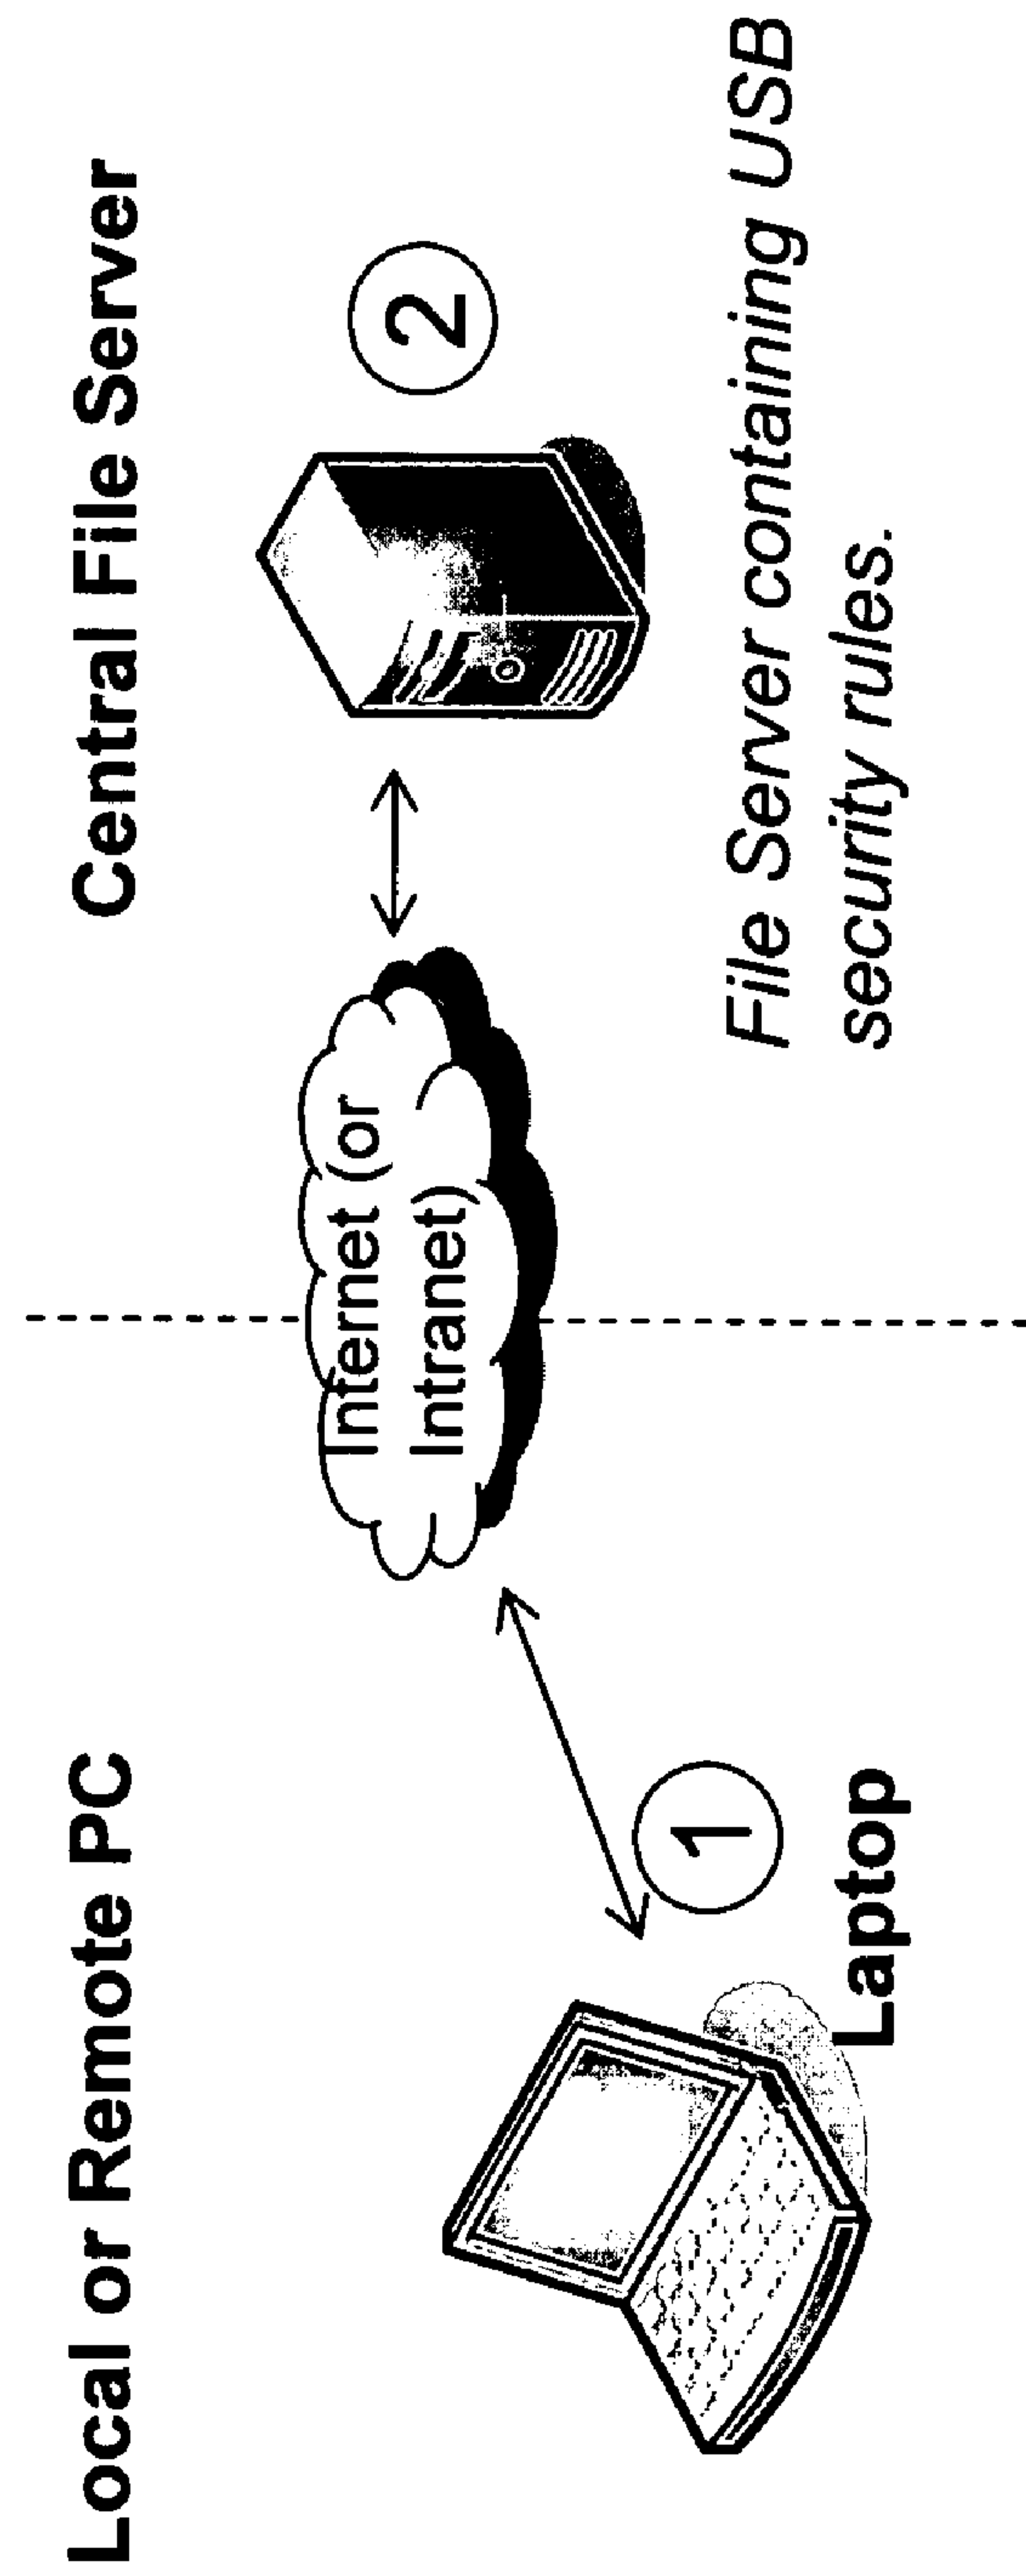 Local or Remote PC
Central File Server
Internet (or
Intranet)
1
2
Laptop
File Server containing USB
security rules.